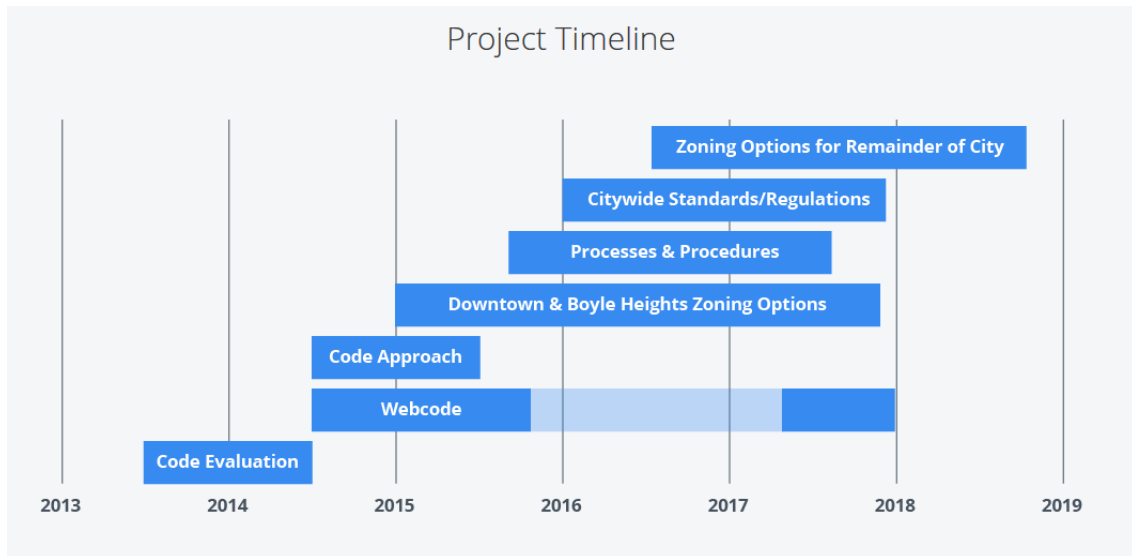 Project Timeline
Zoning Options for Remainder of City
Citywide Standards/Regulations
Processes & Procedures
Downtown & Boyle Heights Zoning Options
Code Approach
Webcode
Code Evaluation
2013 2014 2015 2016 2017 2018 2019